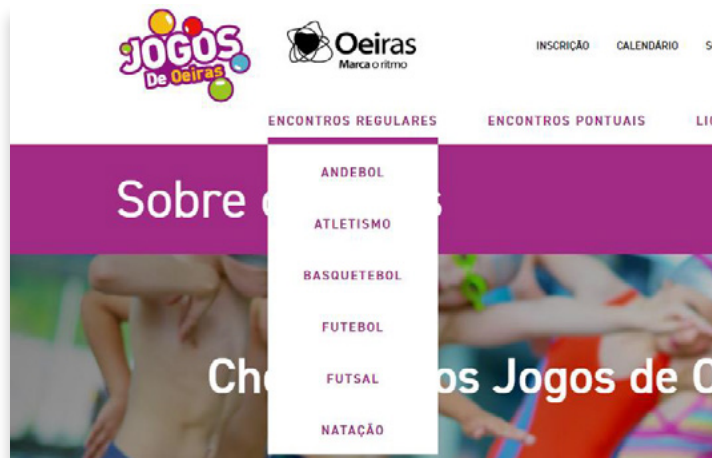 JOGOS
De Oeiras
Oeiras
Marca o ritmo
INSCRIÇÃO CALENDÁRIO S
ENCONTROS REGULARES ENCONTROS PONTUAIS LI
ANDEBOL
Sobre
ATLETISMO
BASQUETEBOL
FUTEBOL
Ch os Jogos de O
FUTSAL
NATAÇÃO